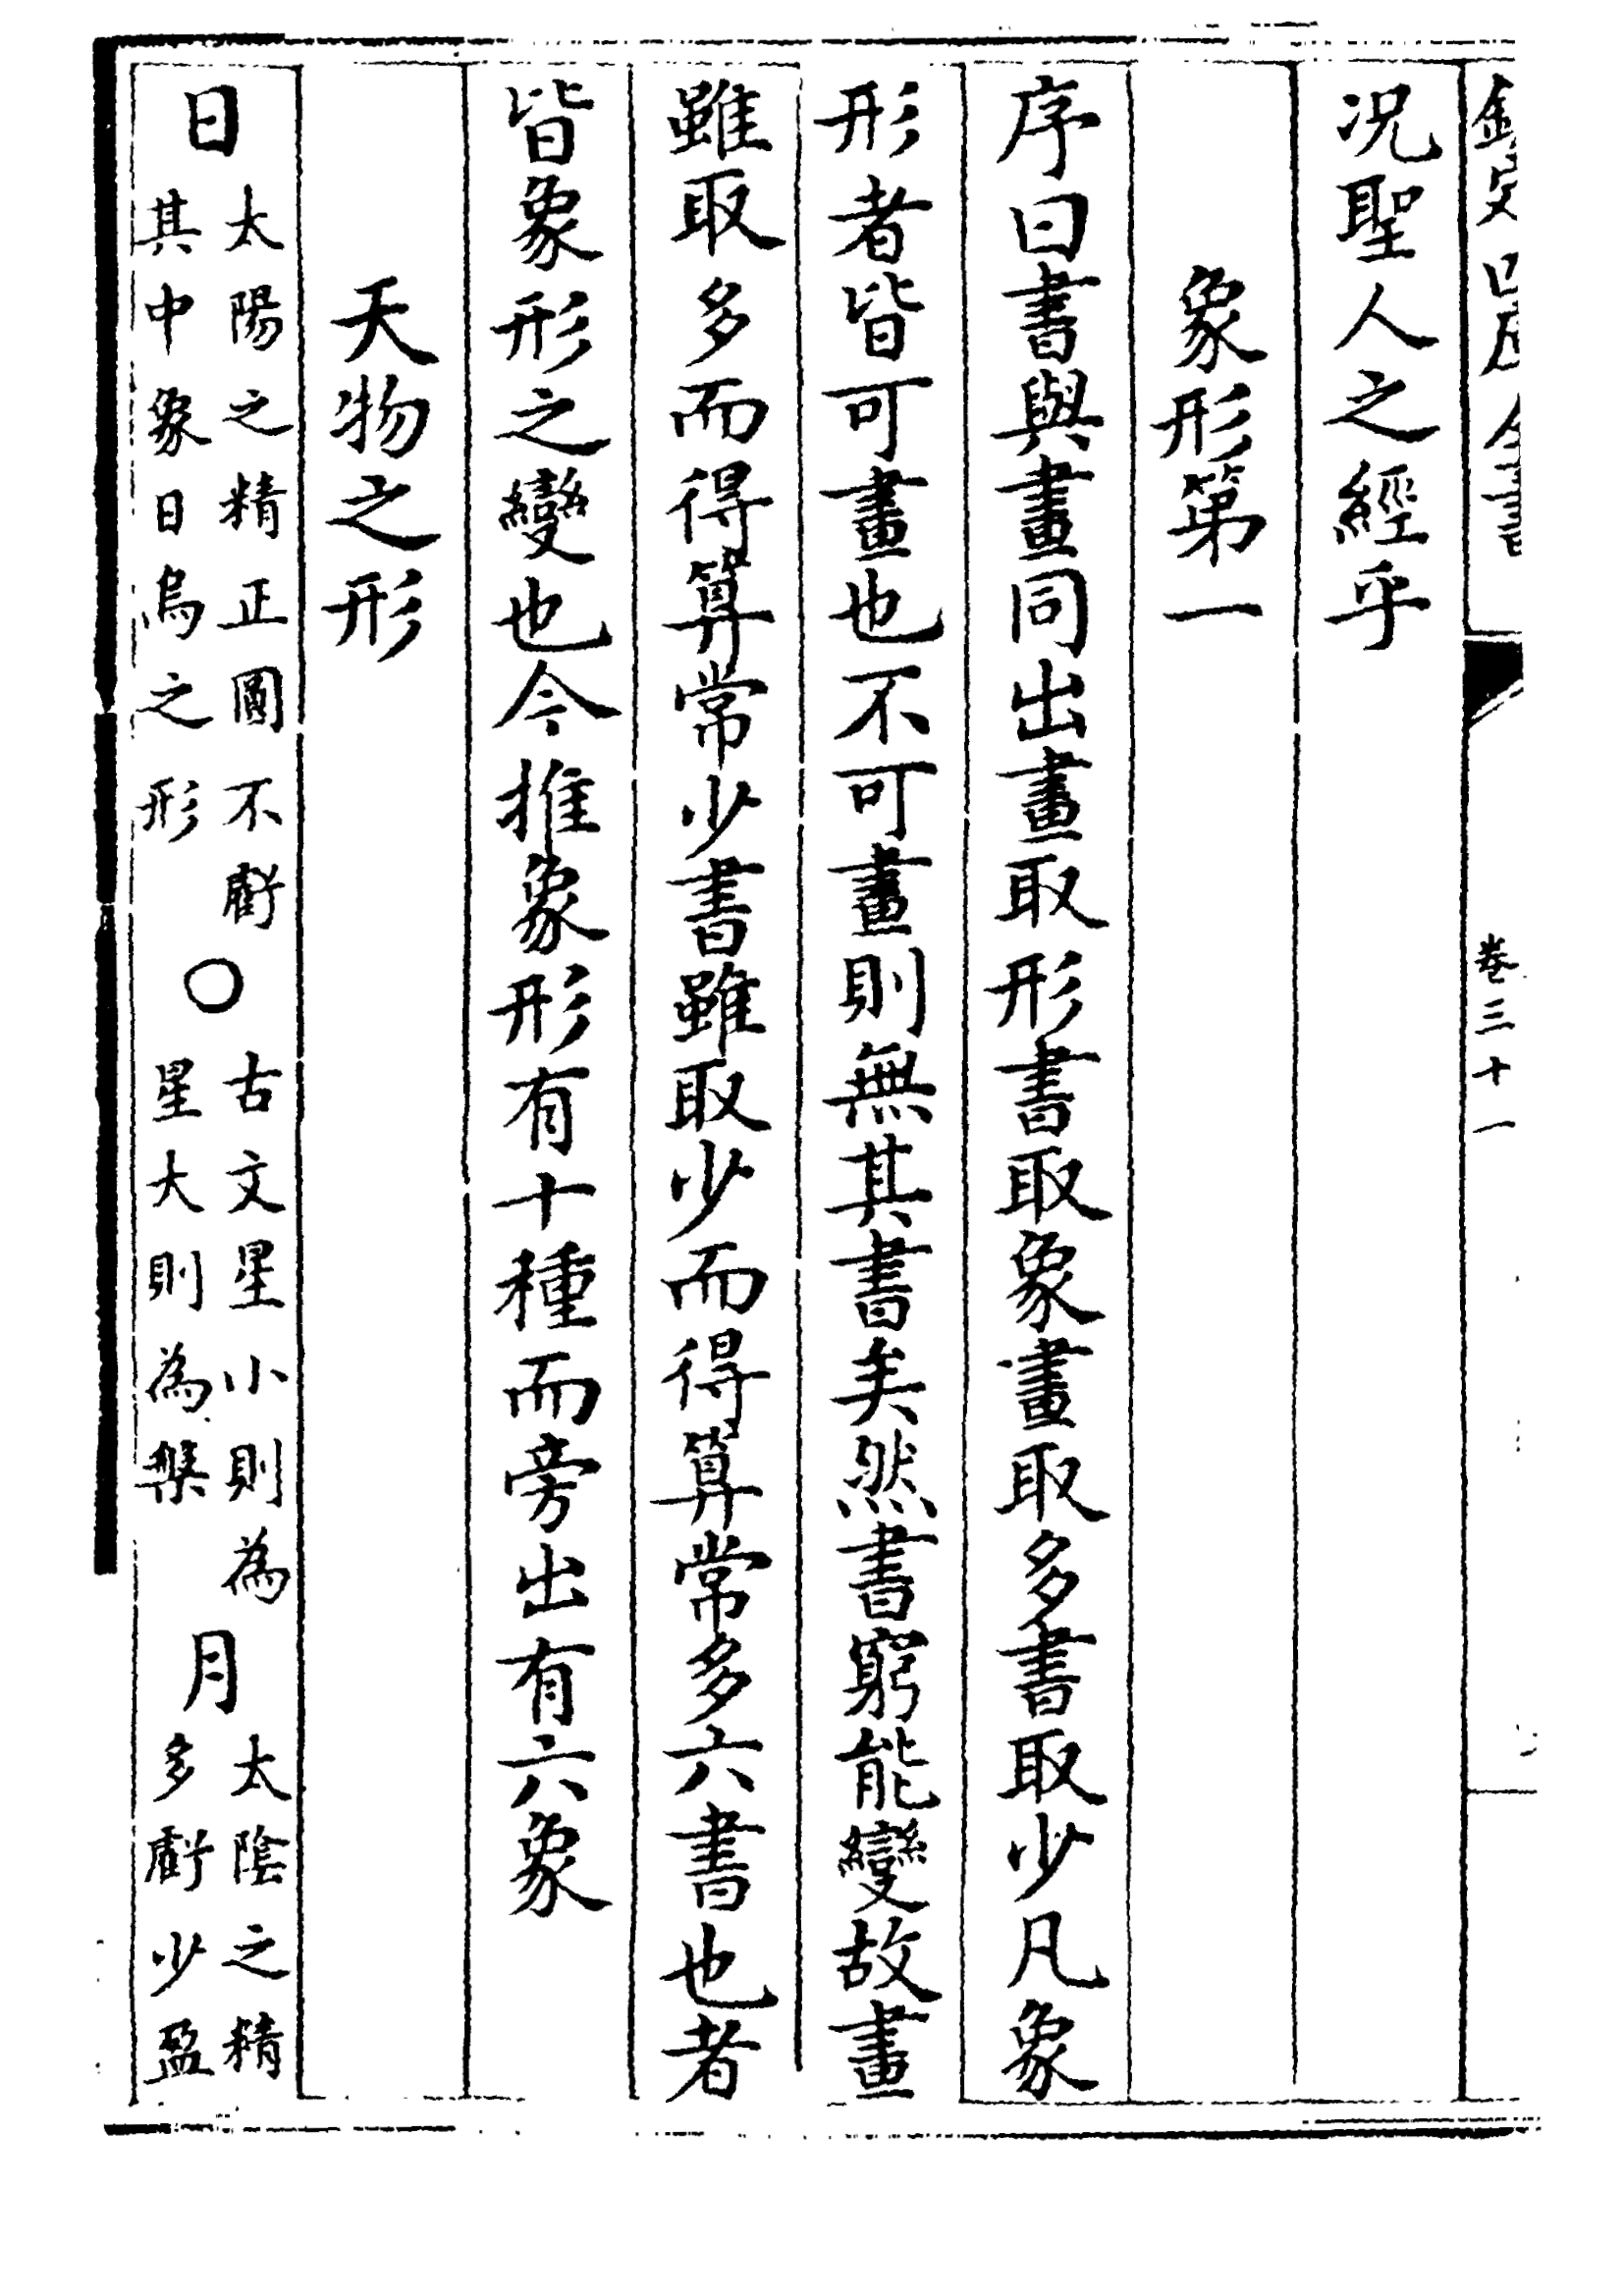 欽定四庫全書
卷三十一
况聖人之經乎
象形第一
序曰書與畫同出畫取形書取象畫取多書取少凡象
形者皆可畫也不可畫則無其書矣然書窮能變故畫
雖取多而得算常少書雖取少而得算常多六書也者
皆象形之變也今推象形有十種而旁出有六象
天物之形
日
太陽之精正圓不虧
其中象日烏之形
〇
古文星小則為
星大則為
月
太陰之精
多虧少盈